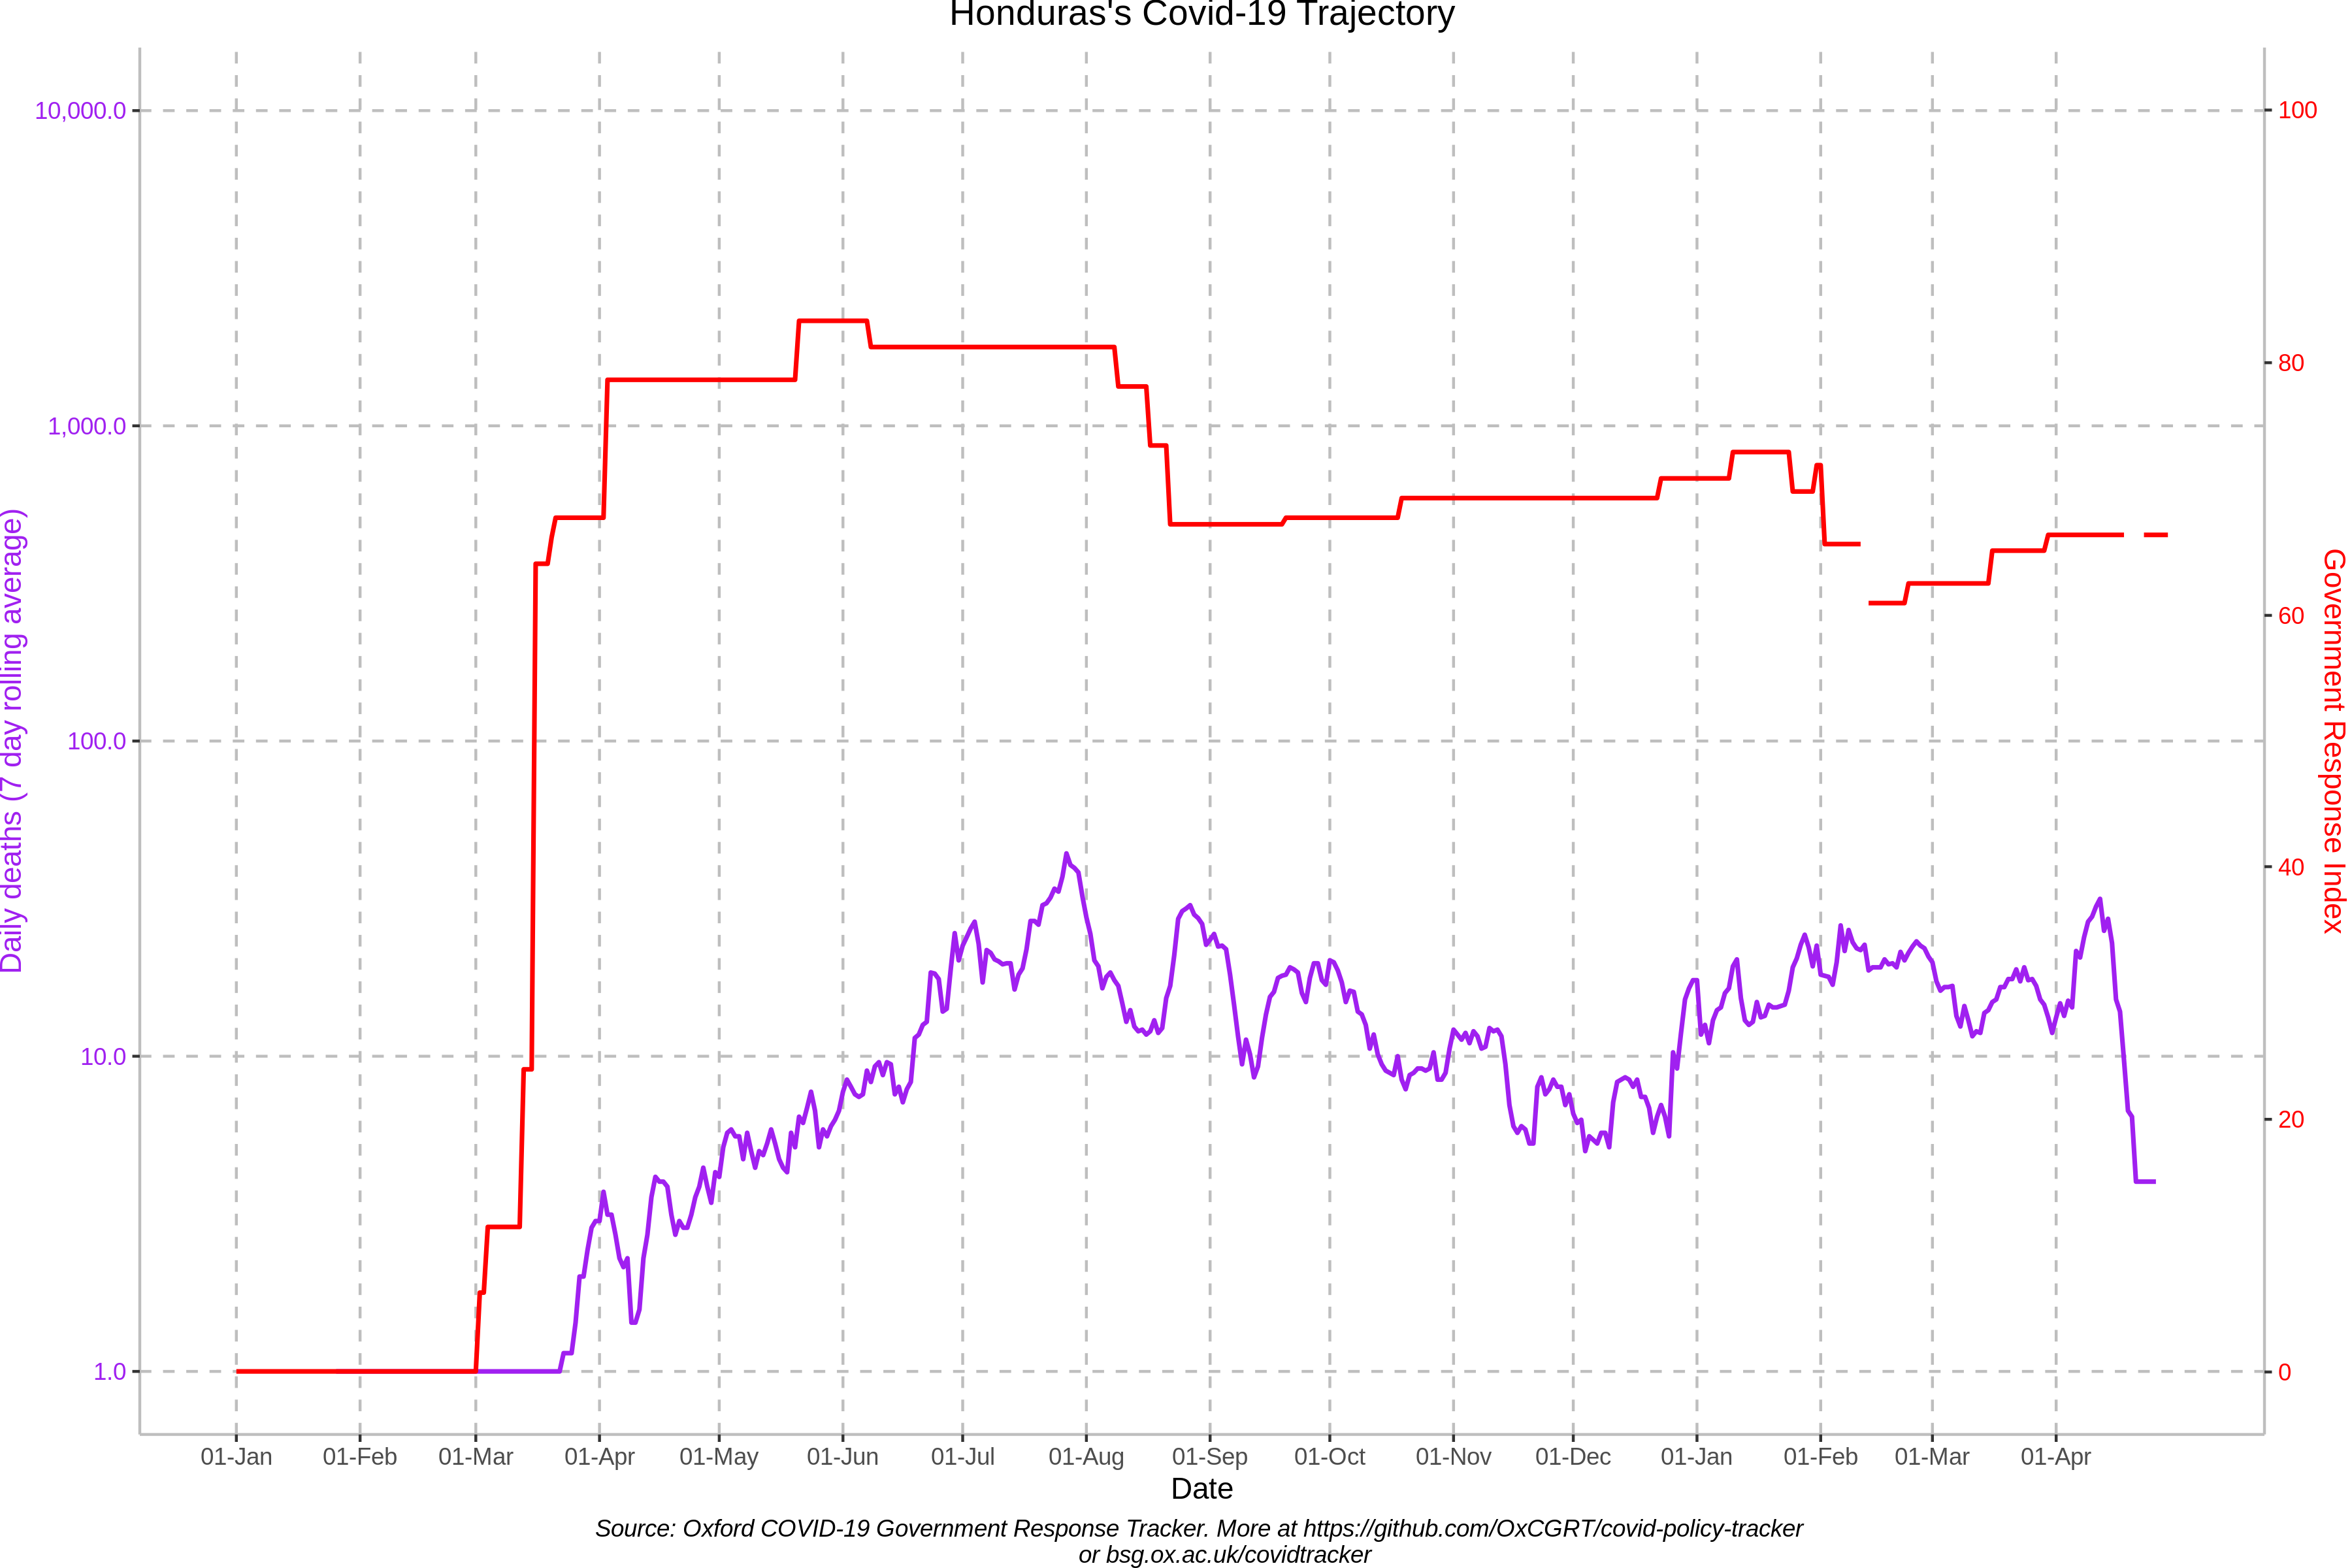 Honduras's Covid-19 Trajectory
10,000.0
1,000.0
100.0
10.0
1.0
Daily deaths (7 day rolling average)
100
80
60
40
20
0
Government Response Index
01-Jan 01-Feb 01-Mar 01-Apr 01-May 01-Jun 01-Jul 01-Aug 01-Sep 01-Oct 01-Nov 01-Dec 01-Jan 01-Feb 01-Mar 01-Apr
Date
Source: Oxford COVID-19 Government Response Tracker. More at https://github.com/OxCGRT/covid-policy-tracker
or bsg.ox.ac.uk/covidtracker